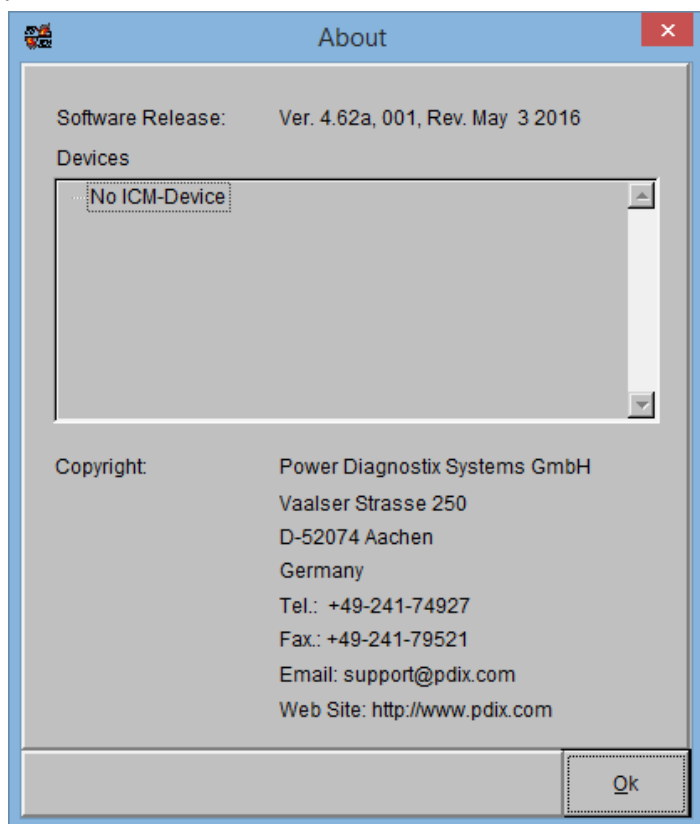 About
Software Release: Ver. 4.62a, 001, Rev. May 3 2016
Devices
No ICM-Device
Copyright: Power Diagnostix Systems GmbH
Vaalser Strasse 250
D-52074 Aachen
Germany
Tel.: +49-241-74927
Fax.: +49-241-79521
Email: support@pdix.com
Web Site: http://www.pdix.com
Ok